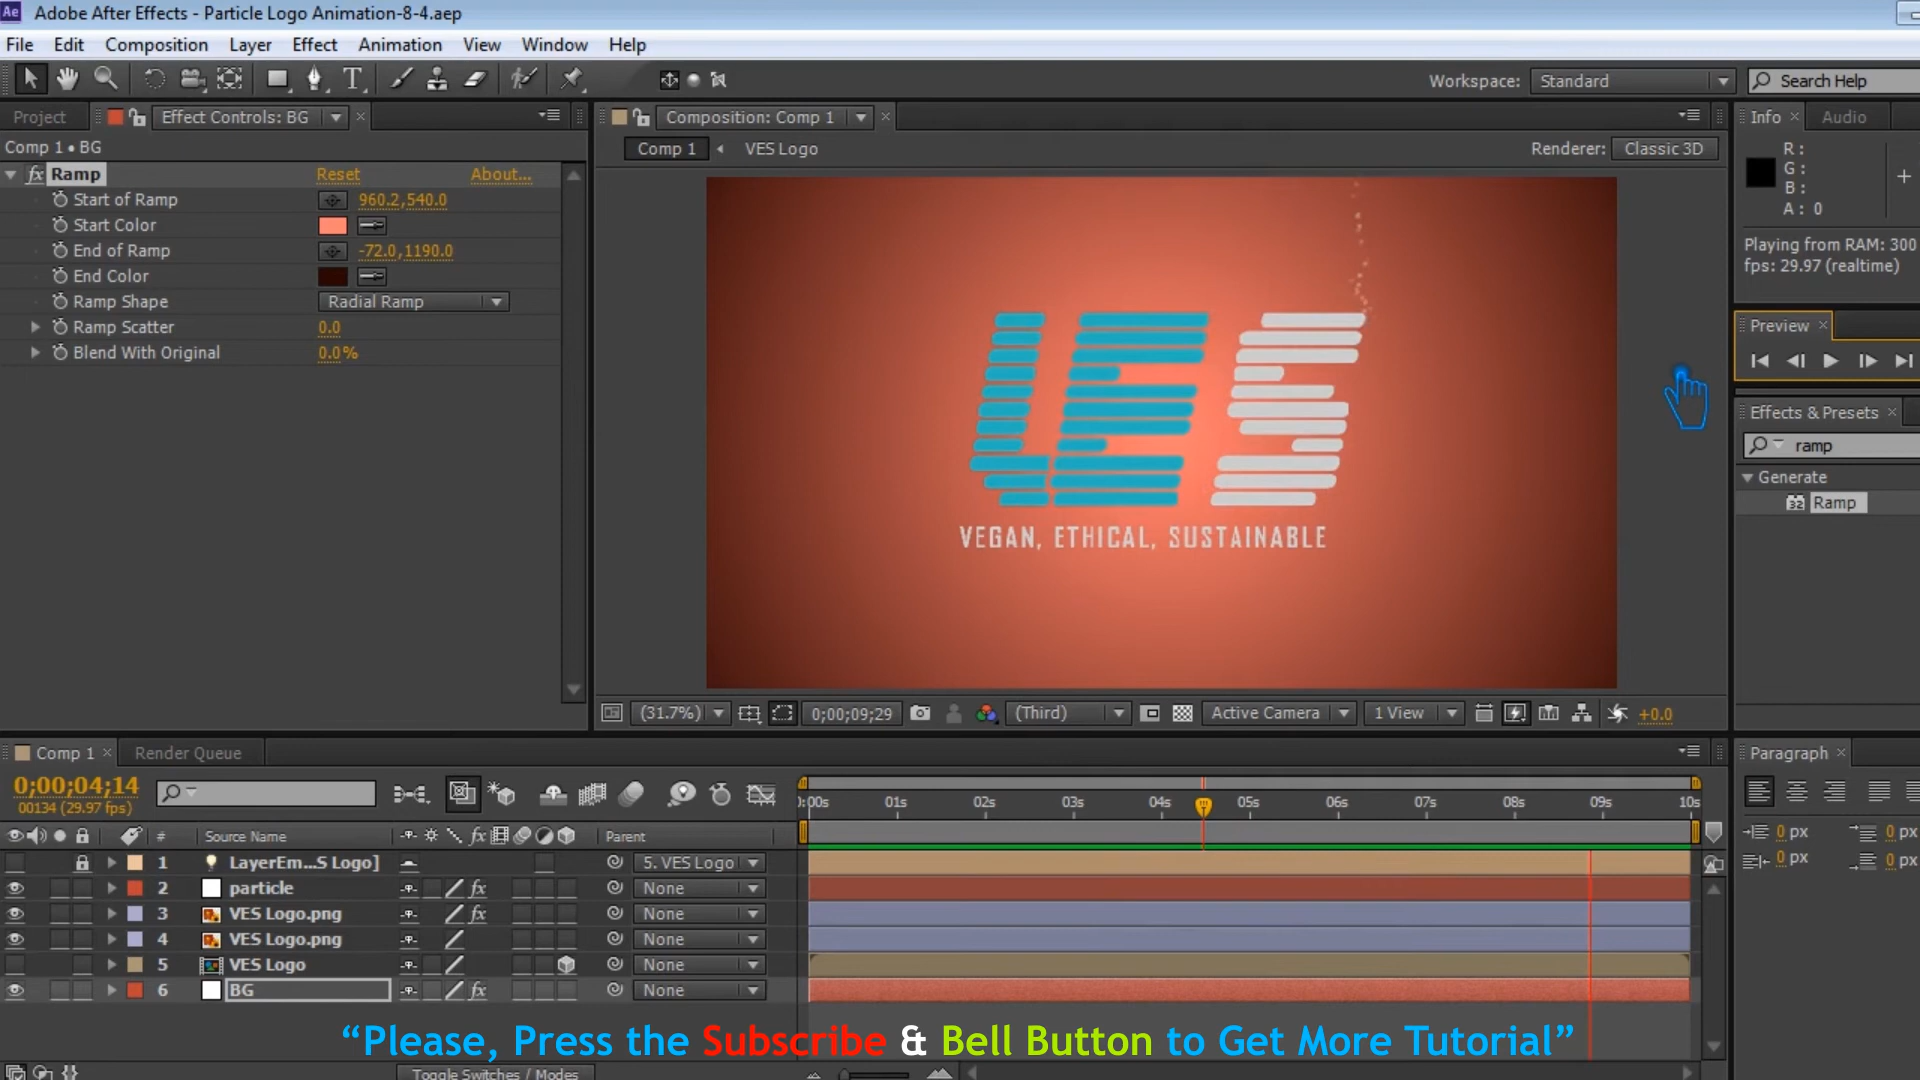 Ae Adobe After Effects - Particle Logo Animation-8-4.aep
File Edit Composition Layer Effect Animation View Window Help
Workspace: Standard Search Help
Project Effect Controls: BG
Comp 1 • BG
fx Ramp Reset About...
Start of Ramp 960.2,540.0
Start Color
End of Ramp -72.0,1190.0
End Color
Ramp Shape Radial Ramp
Ramp Scatter 0.0
Blend With Original 0.0%
Composition: Comp 1
Comp 1 VES Logo Renderer: Classic 3D
VES
VEGAN, ETHICAL, SUSTAINABLE
(31.7%) 0;00;09;29 (Third) Active Camera 1 View +0.0
Info Audio
R :
G :
B :
A : 0
Playing from RAM: 300
fps: 29.97 (realtime)
Preview
Effects & Presets
ramp
Generate
32 Ramp
Comp 1 Render Queue
0;00;04;14
00134 (29.97 fps)
:00s 01s 02s 03s 04s 05s 06s 07s 08s 09s 10s
# Source Name fx Parent
1 LayerEm...S Logo] 5. VES Logo
2 particle fx None
3 VES Logo.png fx None
4 VES Logo.png None
5 VES Logo None
6 BG fx None
Paragraph
0 px 0 px
0 px 0 px
“Please, Press the Subscribe & Bell Button to Get More Tutorial”
Toggle Switches / Modes